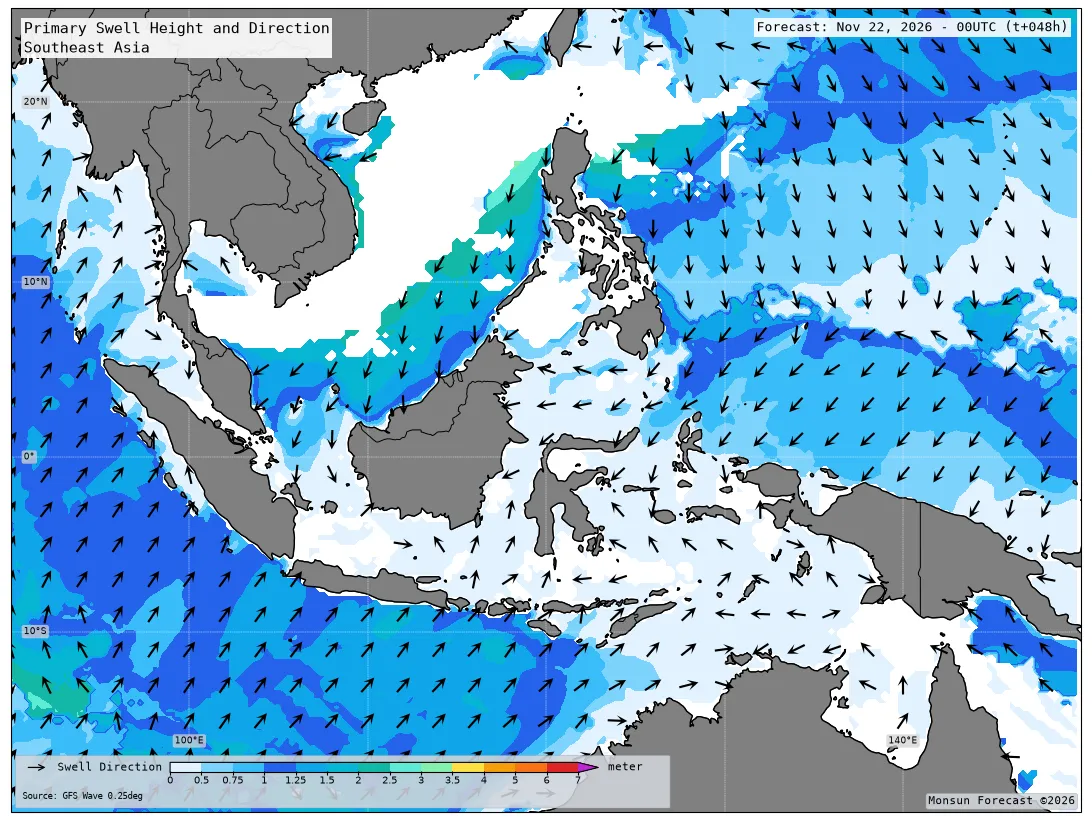 Primary Swell Height and Direction
Southeast Asia
Forecast: Nov 22, 2026 - 00UTC (t+048h)
20°N
10°N
0°
10°S
100°E
140°E
Swell Direction
0 0.5 0.75 1 1.25 1.5 2 2.5 3 3.5 4 5 6 7
meter
Source: GFS Wave 0.25deg
Monsun Forecast ©2026